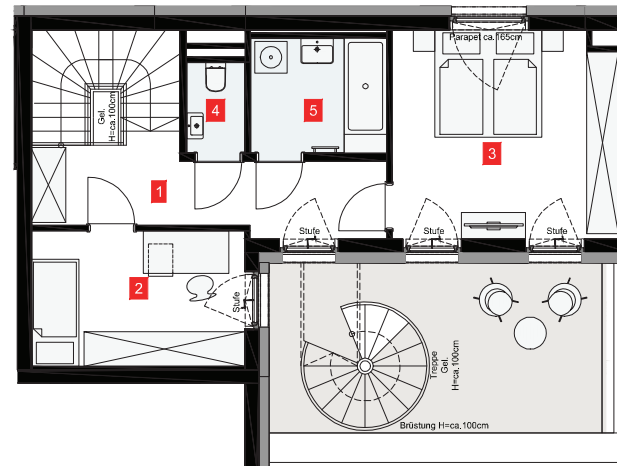 Parapet ca.165cm
Gel.
H=ca.100cm
4
5
3
1
Stufe
Stufe
Stufe
2
Stufe
Treppe
Gel.
H=ca.100cm
Brüstung H=ca.100cm